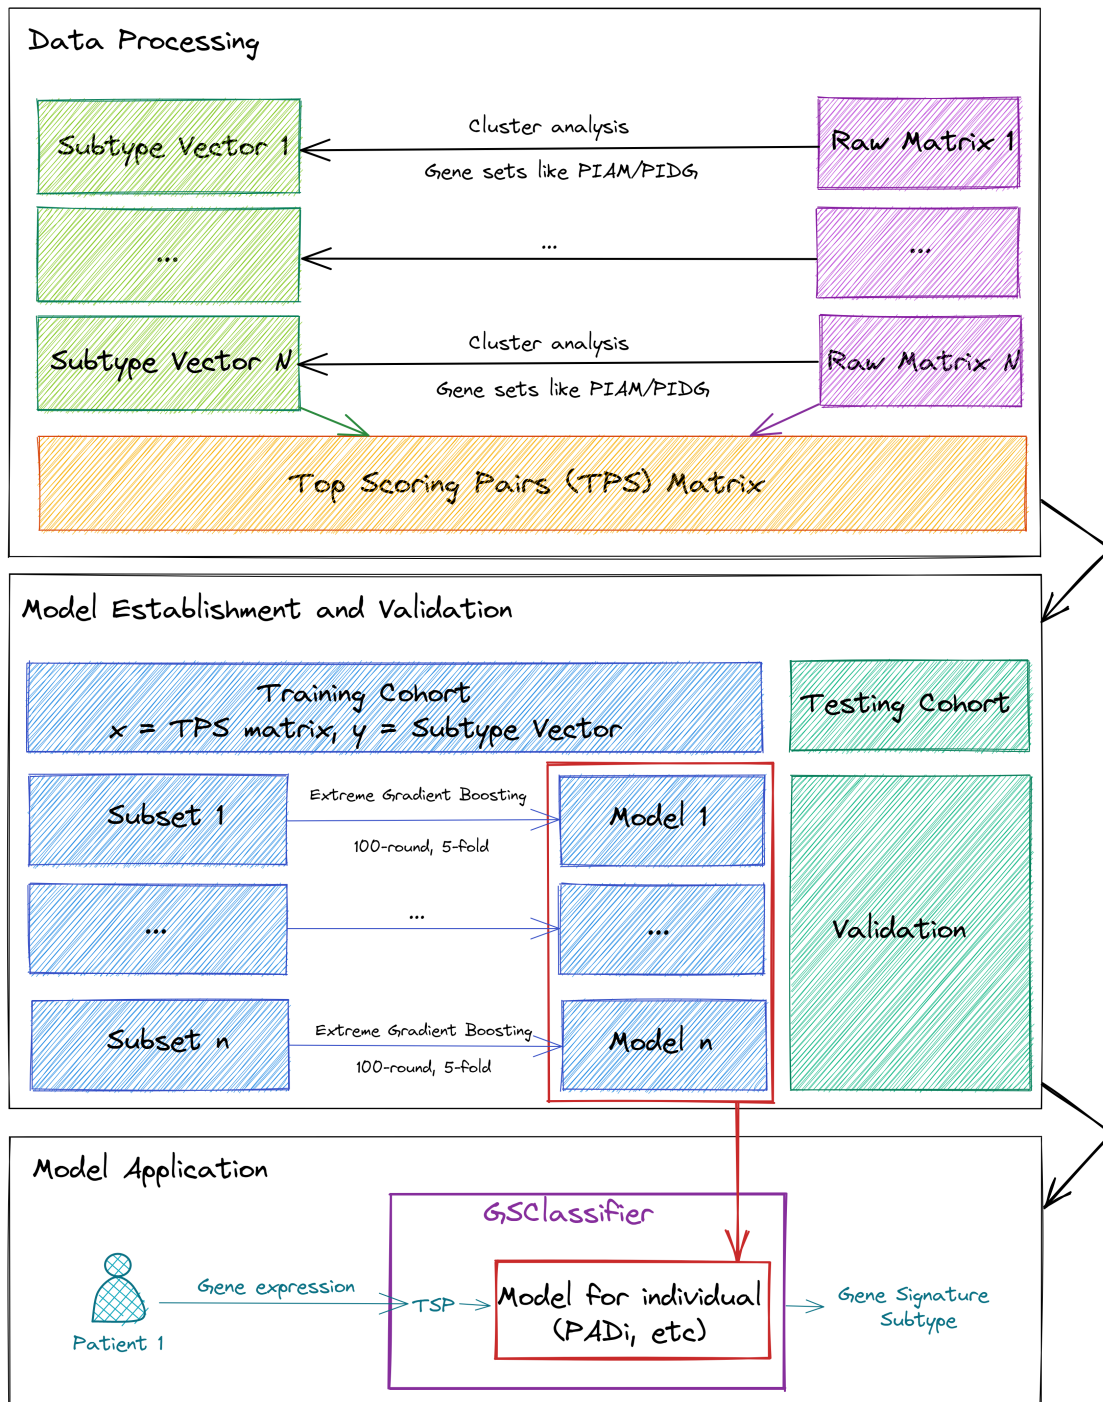 Data Processing
Subtype Vector 1
Cluster analysis
Gene sets like PIAM/PIDG
Raw Matrix 1
...
...
...
Subtype Vector N
Cluster analysis
Gene sets like PIAM/PIDG
Raw Matrix N
Top Scoring Pairs (TPS) Matrix
Model Establishment and Validation
Training Cohort
x = TPS matrix, y = Subtype Vector
Testing Cohort
Subset 1
Extreme Gradient Boosting
100-round, 5-fold
Model 1
...
...
...
Validation
Subset n
Extreme Gradient Boosting
100-round, 5-fold
Model n
Model Application
GSClassifier
Patient 1
Gene expression
TSP
Model for individual
(PADi, etc)
Gene Signature
Subtype